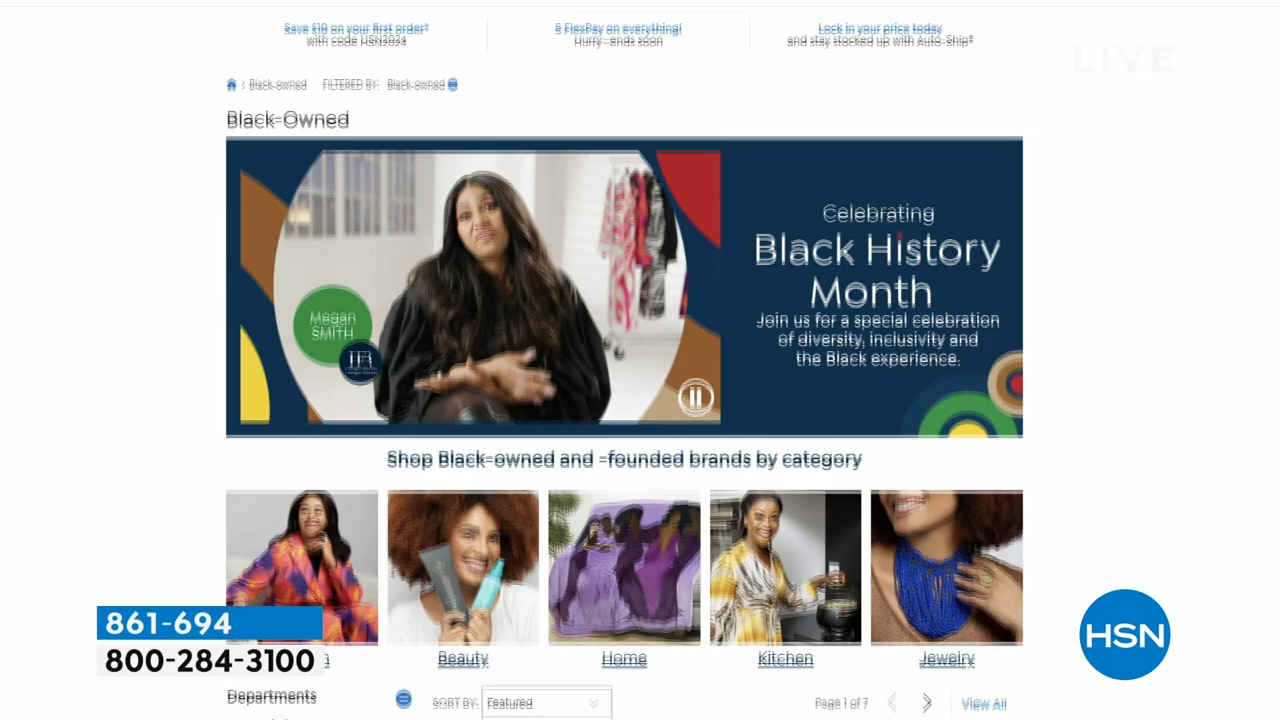 Save $10 on your first order‡
with code HSN2024
5 FlexPay on everything!
Hurry—ends soon
Lock in your price today
and stay stocked up with Auto-Ship®
LIVE
Black-owned
FILTERED BY: Black-owned
Black-Owned
Celebrating
Black History
Month
Join us for a special celebration
of diversity, inclusivity and
the Black experience.
Megan
SMITH
Shop Black-owned and -founded brands by category
861-694
800-284-3100
Beauty
Home
Kitchen
Jewelry
HSN
Departments
SORT BY: Featured
Page 1 of 7
View All